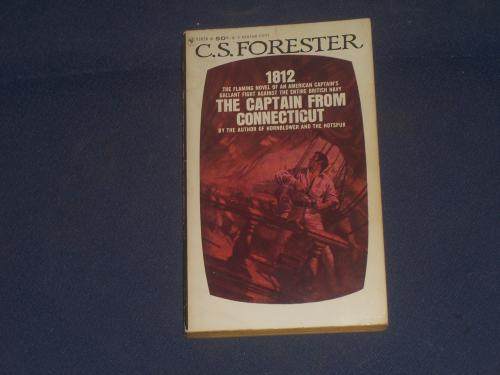 C.S. FORESTER
1812
THE FLAMING NOVEL OF AN AMERICAN CAPTAIN'S
GALLANT FIGHT AGAINST THE ENTIRE BRITISH NAVY
THE CAPTAIN FROM
CONNECTICUT
BY THE AUTHOR OF HORNBLOWER AND THE HOTSPUR